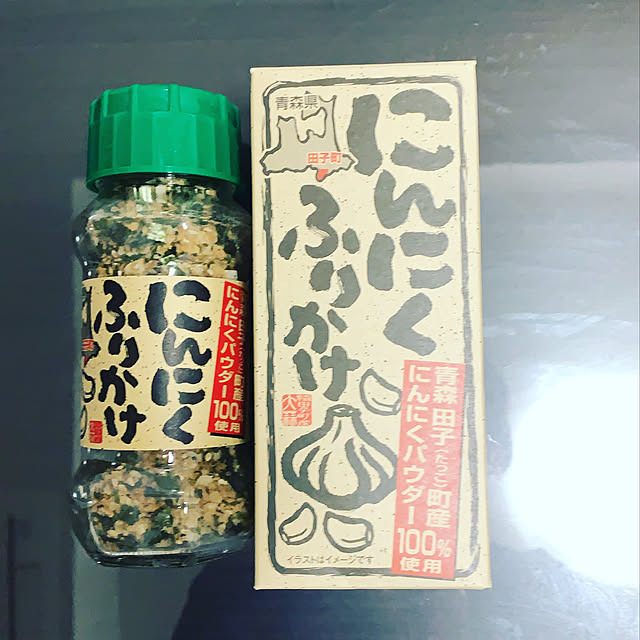 にんにく
ふりかけ
青森県
田子町
青森 田子(たっこ)町産
にんにくパウダー100%
使用
イラストはイメージです
にんにく
ふりかけ
にんにくパウダー100%
使用